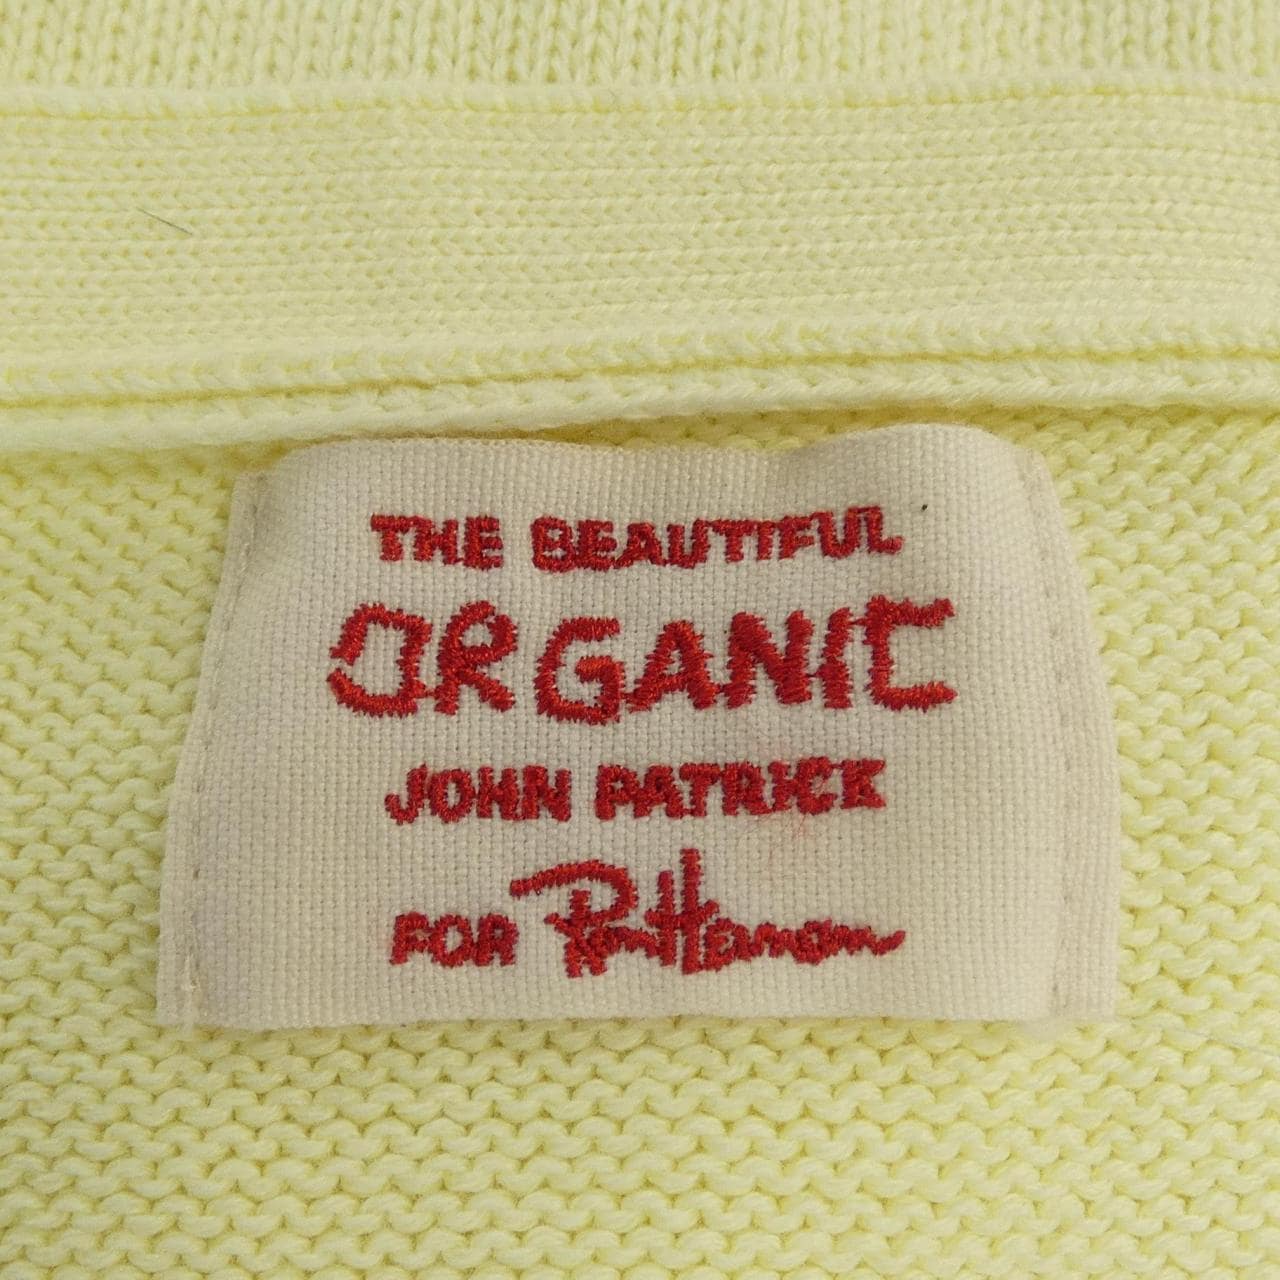 THE BEAUTIFUL
ORGANIC
JOHN PATRICK
FOR Ron Herman